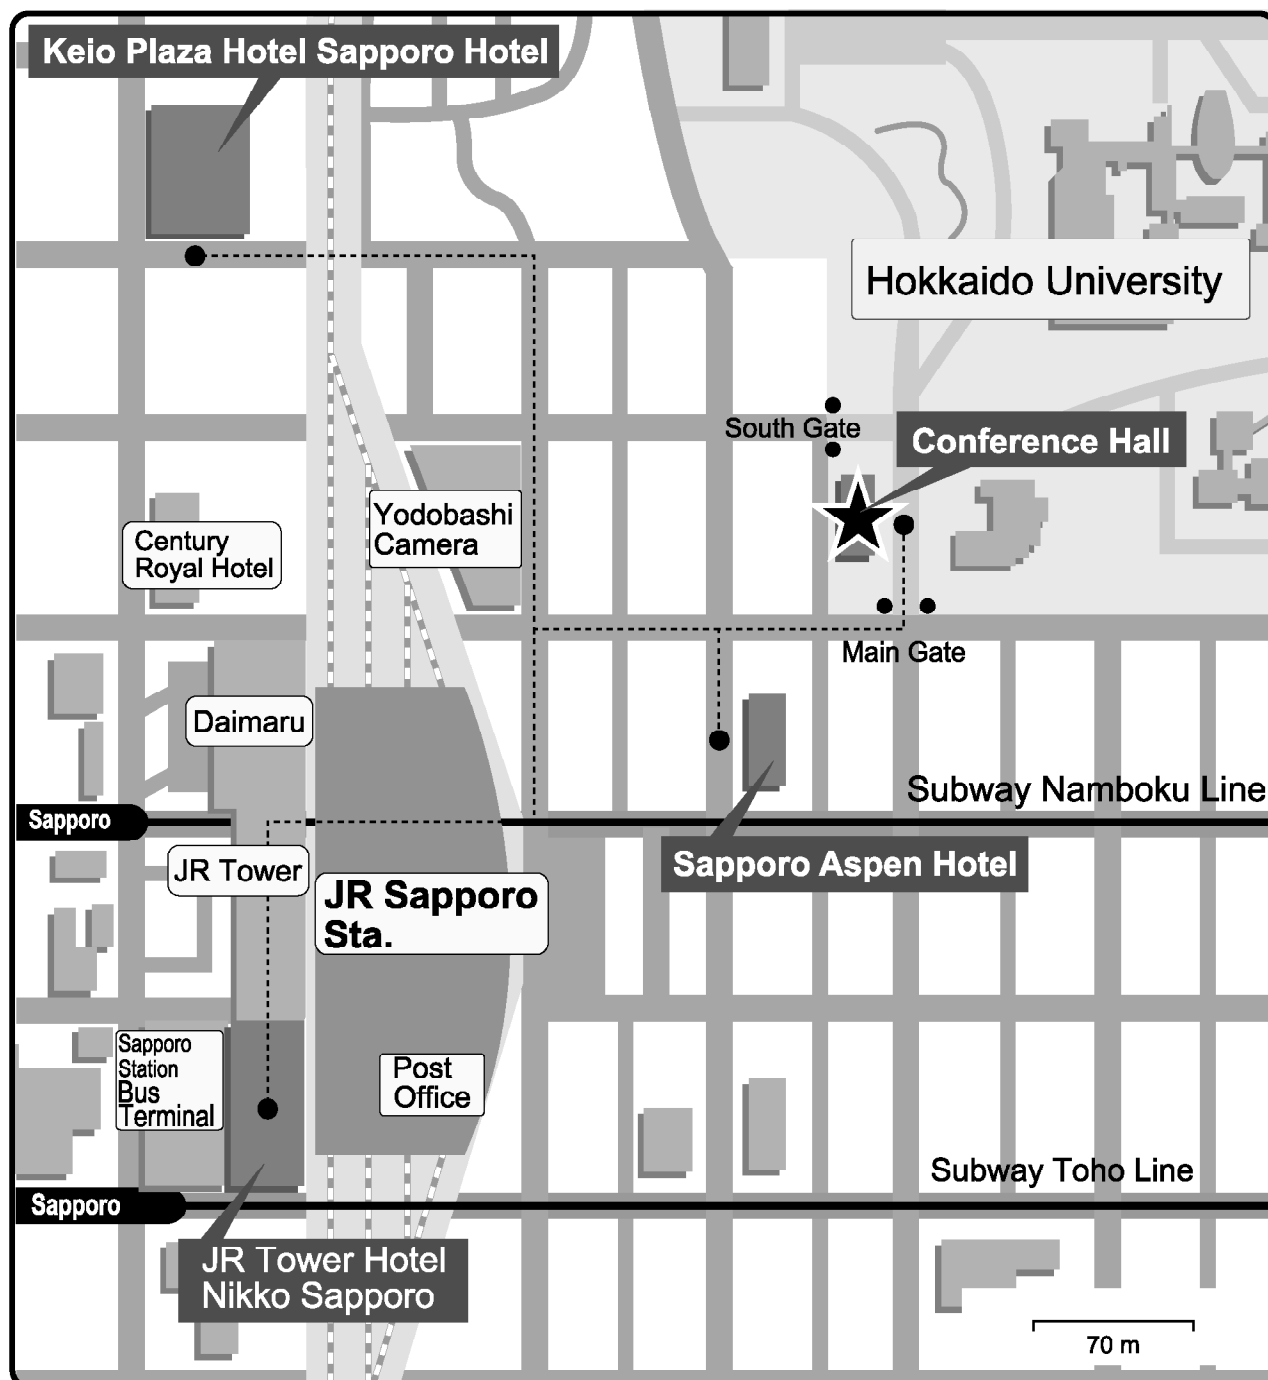 Keio Plaza Hotel Sapporo Hotel
Hokkaido University
South Gate
Conference Hall
Yodobashi
Camera
Century
Royal Hotel
Main Gate
Daimaru
Subway Namboku Line
Sapporo
JR Tower
Sapporo Aspen Hotel
JR Sapporo
Sta.
Sapporo
Station
Bus
Terminal
Post
Office
Subway Toho Line
Sapporo
JR Tower Hotel
Nikko Sapporo
70 m